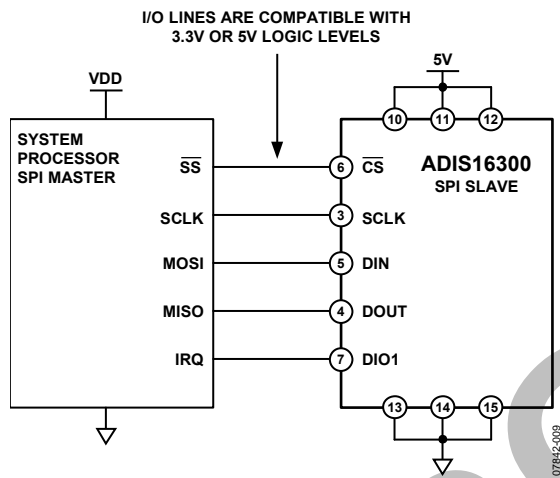 I/O LINES ARE COMPATIBLE WITH
3.3V OR 5V LOGIC LEVELS
VDD
5V
10 11 12
SYSTEM
PROCESSOR
SPI MASTER
ADIS16300
SPI SLAVE
SS 6 CS
SCLK 3 SCLK
MOSI 5 DIN
MISO 4 DOUT
IRQ 7 DIO1
13 14 15
07842-009